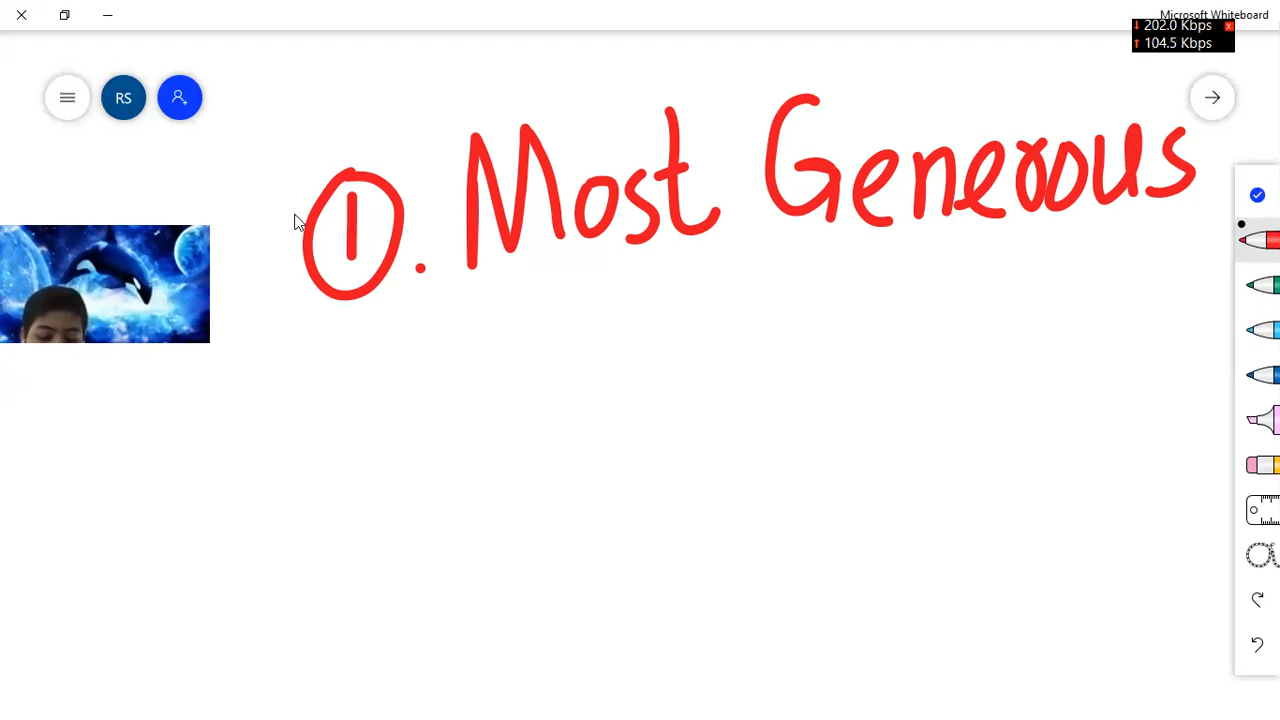 Microsoft Whiteboard
↓ 202.0 Kbps x
↑ 104.5 Kbps
RS
①. Most Generous